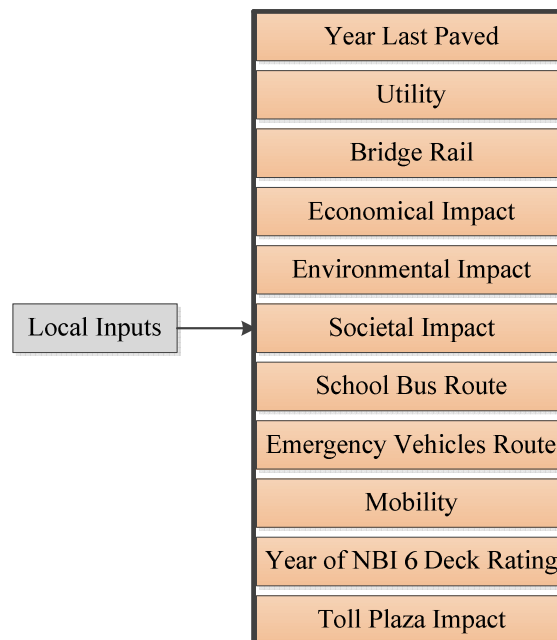 Year Last Paved
Utility
Bridge Rail
Economical Impact
Environmental Impact
Local Inputs
Societal Impact
School Bus Route
Emergency Vehicles Route
Mobility
Year of NBI 6 Deck Rating
Toll Plaza Impact